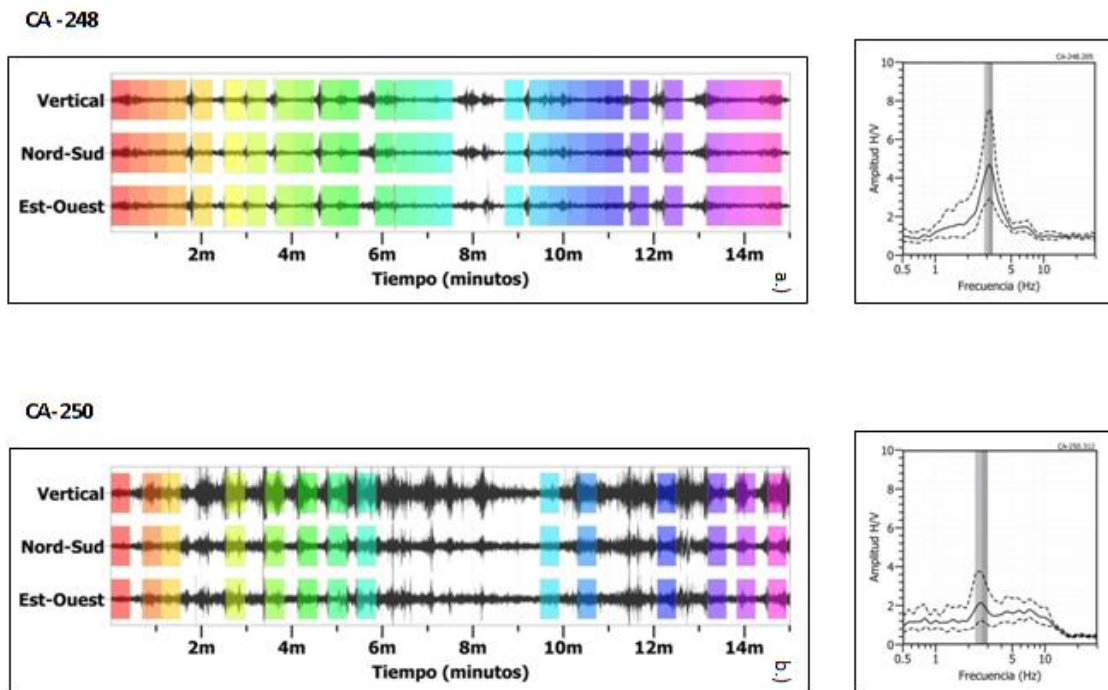 CA -248
Vertical
Nord-Sud
Est-Ouest
2m 4m 6m 8m 10m 12m 14m
Tiempo (minutos)
a.)
CA-248.205
10
8
6
4
2
0
0.5 1 5 10
Amplitud H/V
Frecuencia (Hz)
CA-250
Vertical
Nord-Sud
Est-Ouest
2m 4m 6m 8m 10m 12m 14m
Tiempo (minutos)
b.)
10
8
6
4
2
0
0.5 1 5 10
Amplitud H/V
Frecuencia (Hz)